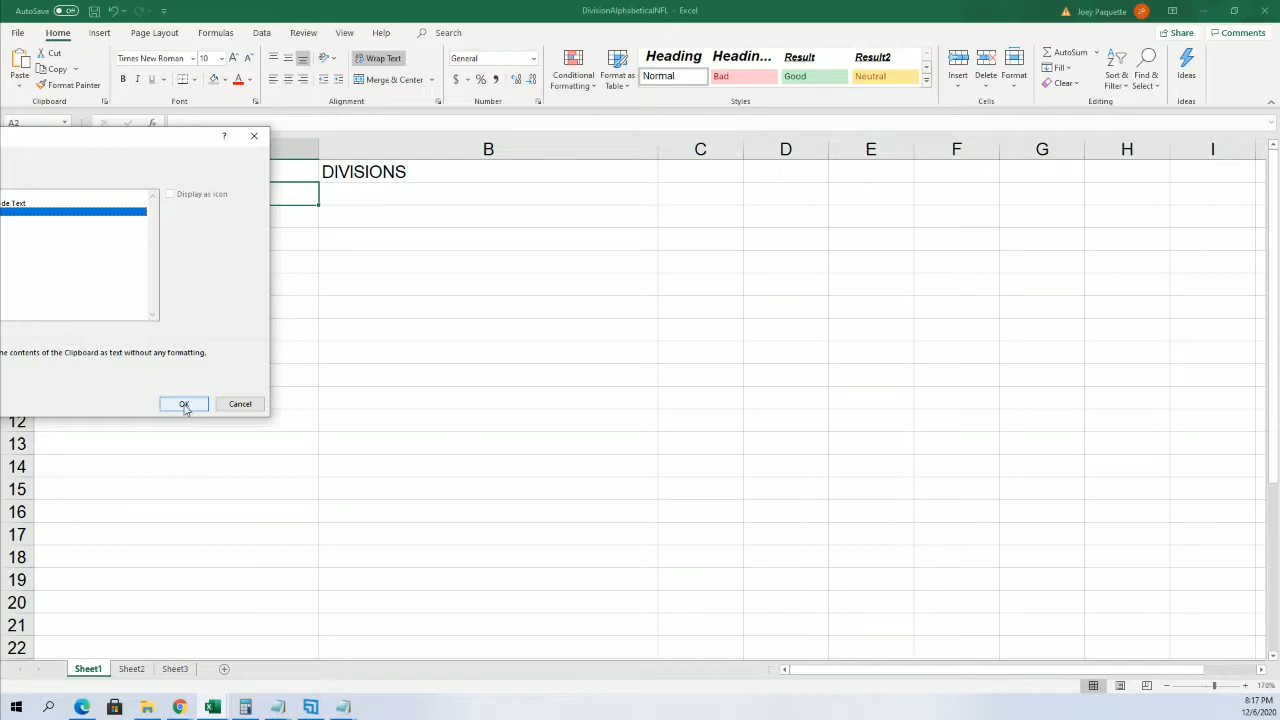 AutoSave Off
DivisionAlphabeticalNFL - Excel
Joey Paquette JP
File Home Insert Page Layout Formulas Data Review View Help Search
Share Comments
Paste
Cut
Copy
Format Painter
Clipboard
Times New Roman 10
B I U
Font
Wrap Text
Merge & Center
Alignment
General
$ %
Number
Conditional Formatting
Format as Table
Heading Headin... Result Result2
Normal Bad Good Neutral
Styles
Insert Delete Format
Cells
AutoSum
Fill
Clear
Sort & Filter
Find & Select
Editing
Ideas
Ideas
A2
fx
B C D E F G H I
DIVISIONS
?
de Text
Display as icon
he contents of the Clipboard as text without any formatting.
OK Cancel
12
13
14
15
16
17
18
19
20
21
22
Sheet1 Sheet2 Sheet3
178%
8:17 PM
12/6/2020